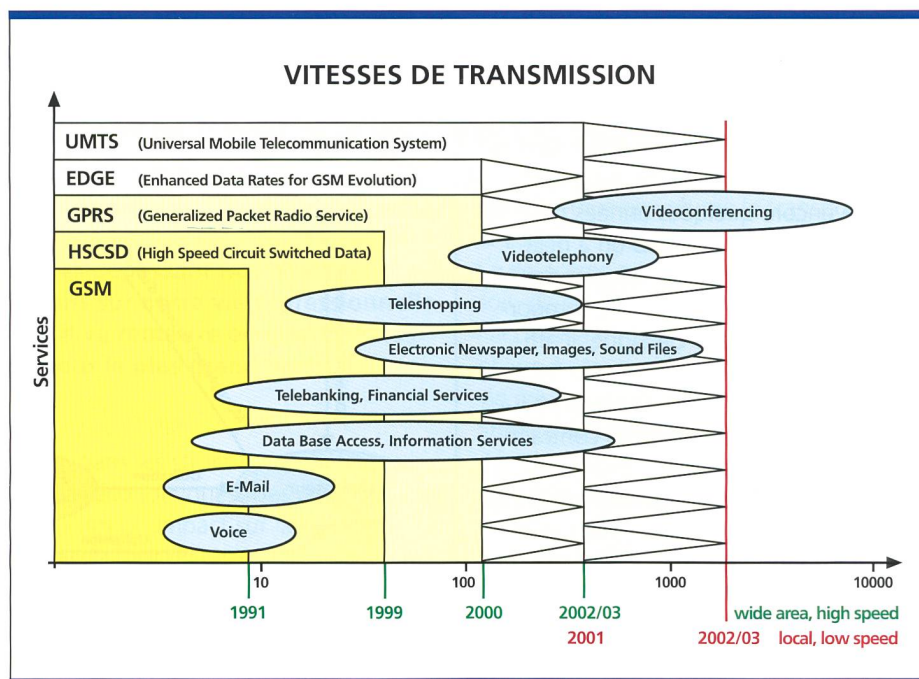 VITESSES DE TRANSMISSION
UMTS (Universal Mobile Telecommunication System)
EDGE (Enhanced Data Rates for GSM Evolution)
GPRS (Generalized Packet Radio Service)
Videoconferencing
HSCSD (High Speed Circuit Switched Data)
Videotelephony
GSM
Teleshopping
Electronic Newspaper, Images, Sound Files
Services
Telebanking, Financial Services
Data Base Access, Information Services
E-Mail
Voice
10 100 1000 10000
1991 1999 2000 2002/03 wide area, high speed
2001 2002/03 local, low speed